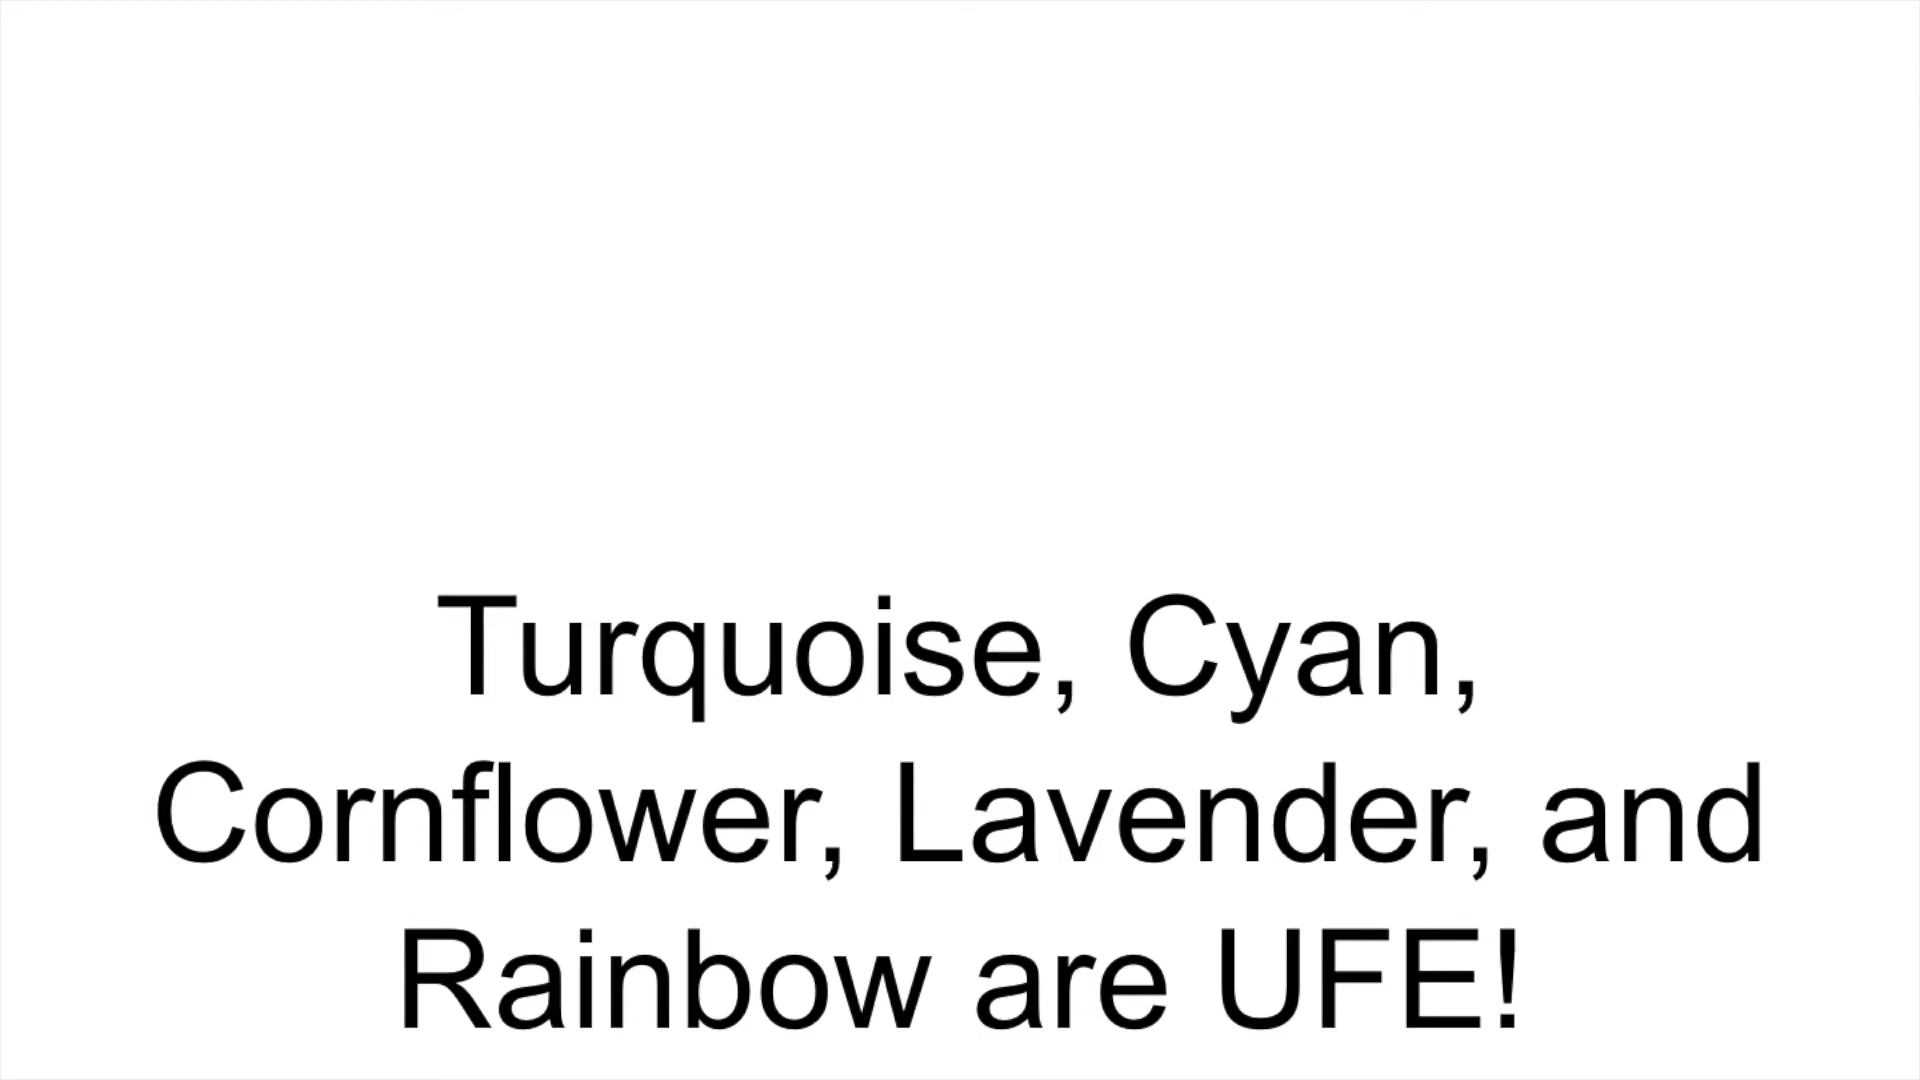 Turquoise, Cyan,
Cornflower, Lavender, and
Rainbow are UFE!